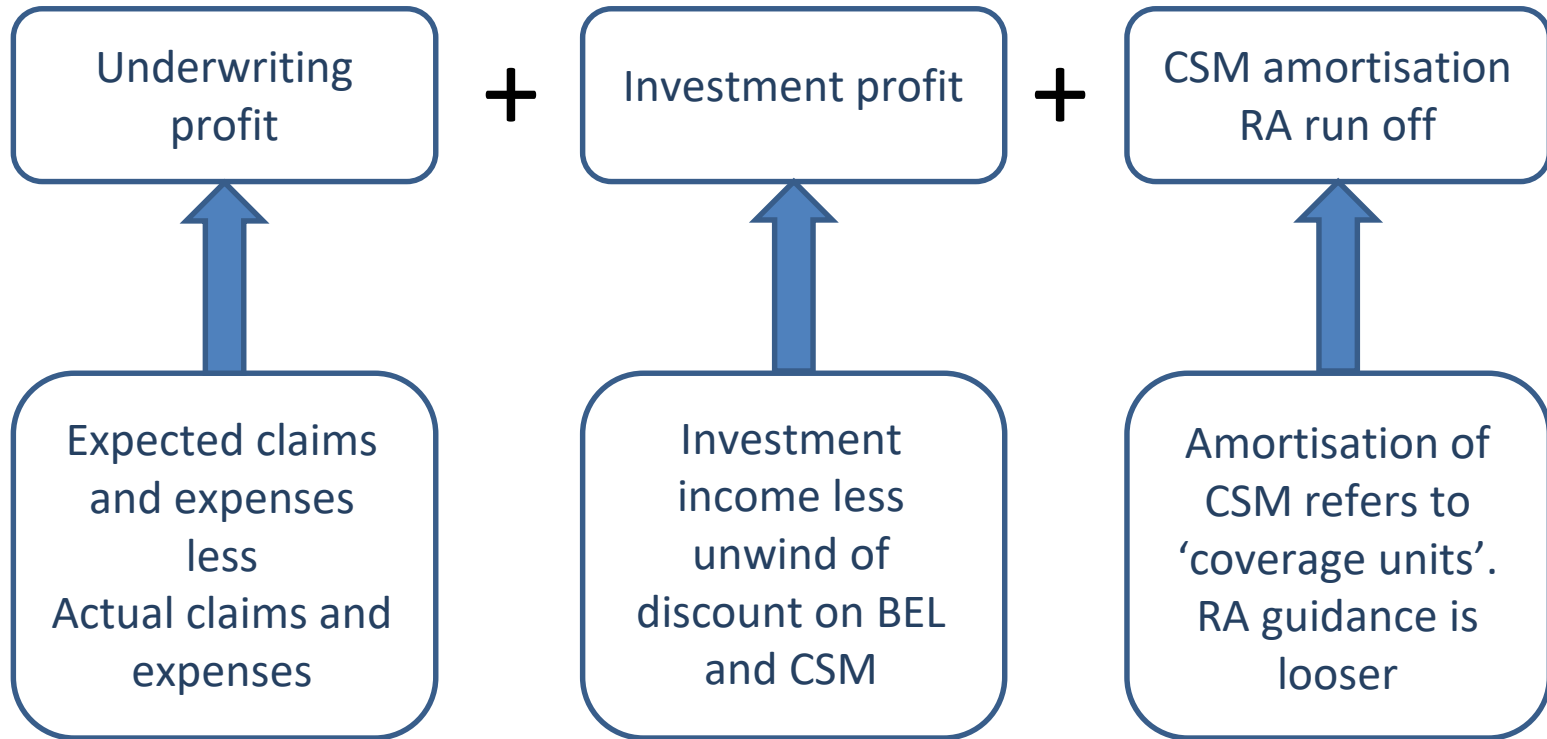 Underwriting
profit
+
Investment profit
+
CSM amortisation
RA run off
Expected claims
and expenses
less
Actual claims and
expenses
Investment
income less
unwind of
discount on BEL
and CSM
Amortisation of
CSM refers to
‘coverage units’.
RA guidance is
looser